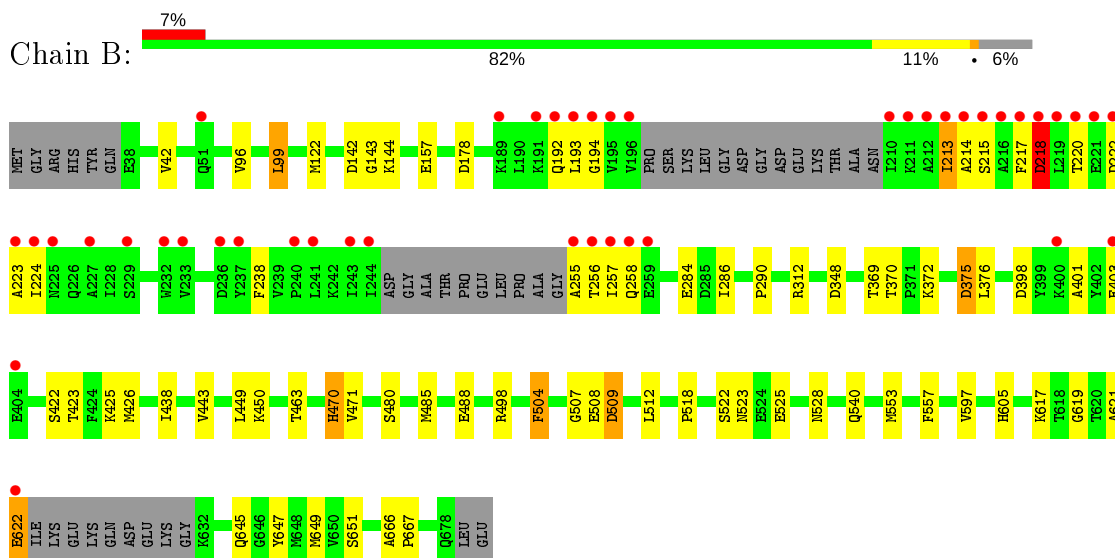 7%
Chain B:
82% 11% • 6%
MET GLY ARG HIS TYR GLN E38 V42 Q51 V96 L99 M122 D142 G143 K144 E157 D178 K189 L190 K191 Q192 L193 G194 V195 V196 PRO SER LYS LEU GLY ASP GLY ASP GLU LYS THR ALA ASN I210 K211 A212 I213 A214 S215 A216 F217 D218 L219 T220 E221 D222
A223 I224 N225 Q226 A227 I228 S229 W232 V233 D236 Y237 F238 V239 P240 L241 K242 I243 I244 ASP GLY ALA THR PRO GLU LEU PRO ALA GLY A255 T256 I257 Q258 E259 E284 D285 I286 P290 R312 D348 T369 T370 P371 K372 D375 L376 D398 Y399 K400 A401 Y402 E403
E404 S422 T423 F424 K425 M426 I438 V443 L449 K450 T463 H470 V471 S480 M485 E488 R498 F504 G507 E508 D509 L512 P518 S522 N523 E524 E525 N528 Q540 M553 F557 V597 H605 K617 T618 G619 T620 A621
E622 ILE LYS GLU LYS GLN ASP GLU LYS GLY K632 Q645 G646 Y647 M648 M649 V650 S651 A666 P667 Q678 LEU GLU